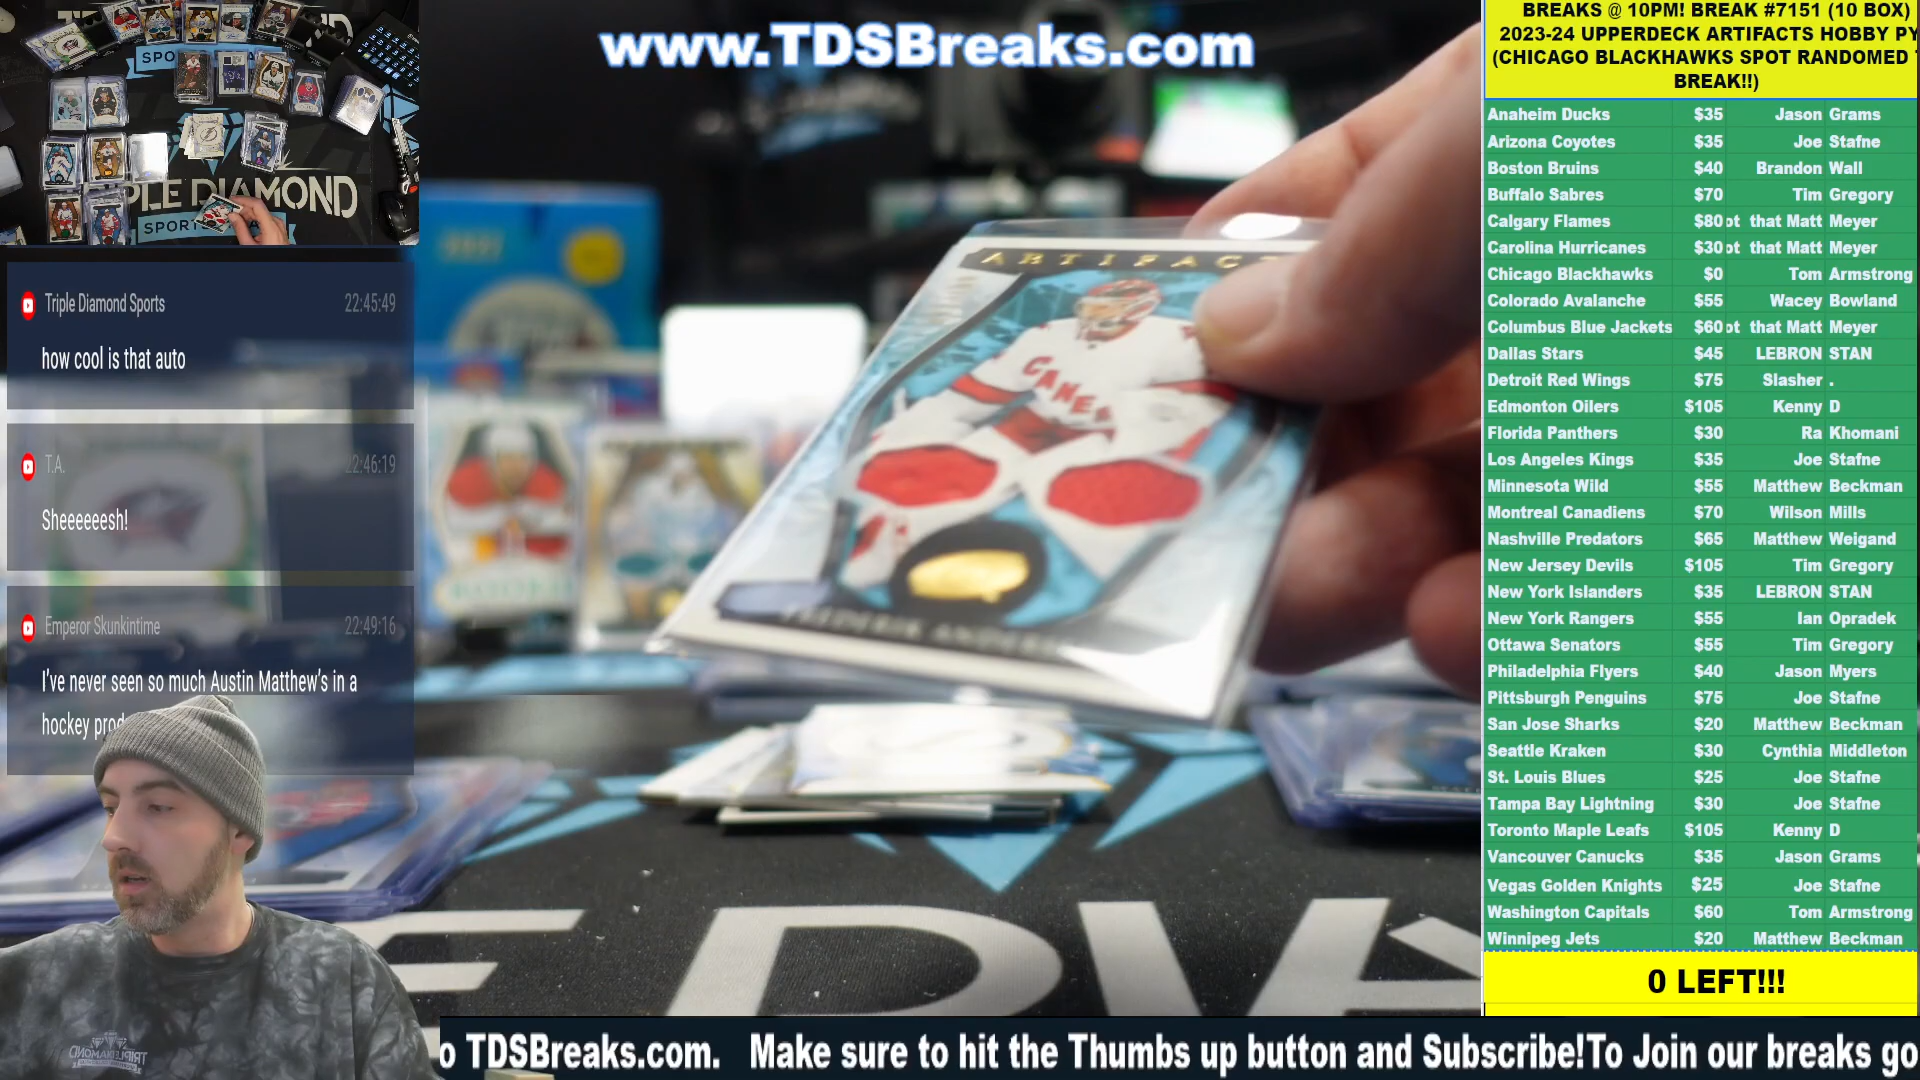 www.TDSBreaks.com
BREAKS @ 10PM! BREAK #7151 (10 BOX)
2023-24 UPPERDECK ARTIFACTS HOBBY PY
(CHICAGO BLACKHAWKS SPOT RANDOMED
BREAK!!)
Anaheim Ducks $35 Jason Grams
Arizona Coyotes $35 Joe Stafne
Boston Bruins $40 Brandon Wall
Buffalo Sabres $70 Tim Gregory
Calgary Flames $80 ot that Matt Meyer
Carolina Hurricanes $30 ot that Matt Meyer
Chicago Blackhawks $0 Tom Armstrong
Colorado Avalanche $55 Wacey Bowland
Columbus Blue Jackets $60 ot that Matt Meyer
Dallas Stars $45 LEBRON STAN
Detroit Red Wings $75 Slasher .
Edmonton Oilers $105 Kenny D
Florida Panthers $30 Ra Khomani
Los Angeles Kings $35 Joe Stafne
Minnesota Wild $55 Matthew Beckman
Montreal Canadiens $70 Wilson Mills
Nashville Predators $65 Matthew Weigand
New Jersey Devils $105 Tim Gregory
New York Islanders $35 LEBRON STAN
New York Rangers $55 Ian Opradek
Ottawa Senators $55 Tim Gregory
Philadelphia Flyers $40 Jason Myers
Pittsburgh Penguins $75 Joe Stafne
San Jose Sharks $20 Matthew Beckman
Seattle Kraken $30 Cynthia Middleton
St. Louis Blues $25 Joe Stafne
Tampa Bay Lightning $30 Joe Stafne
Toronto Maple Leafs $105 Kenny D
Vancouver Canucks $35 Jason Grams
Vegas Golden Knights $25 Joe Stafne
Washington Capitals $60 Tom Armstrong
Winnipeg Jets $20 Matthew Beckman
0 LEFT!!!
Triple Diamond Sports 22:45:49
how cool is that auto
T.A. 22:46:19
Sheeeeeesh!
Emperor Skunkintime 22:49:16
I've never seen so much Austin Matthew's in a
hockey prod
ARTIFAC
CANES
FREDERIK ANDERS
PLE DIAMOND
SPORT
E DIA
o TDSBreaks.com. Make sure to hit the Thumbs up button and Subscribe!To Join our breaks go